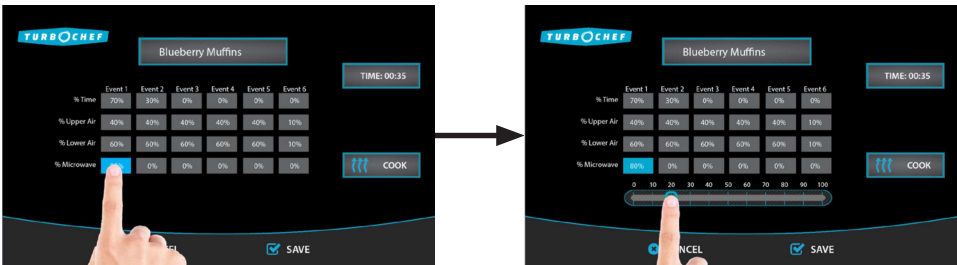 TURBOCHEF
Blueberry Muffins
TIME: 00:35
Event 1 Event 2 Event 3 Event 4 Event 5 Event 6
% Time 70% 30% 0% 0% 0% 0%
% Upper Air 40% 40% 40% 40% 40% 10%
% Lower Air 60% 60% 60% 60% 60% 10%
% Microwave 0% 0% 0% 0% 0%
COOK
SAVE
TURBOCHEF
Blueberry Muffins
TIME: 00:35
Event 1 Event 2 Event 3 Event 4 Event 5 Event 6
% Time 70% 30% 0% 0% 0% 0%
% Upper Air 40% 40% 40% 40% 40% 10%
% Lower Air 60% 60% 60% 60% 60% 10%
% Microwave 80% 0% 0% 0% 0% 0%
COOK
0 10 20 30 40 50 60 70 80 90 100
NCEL
SAVE